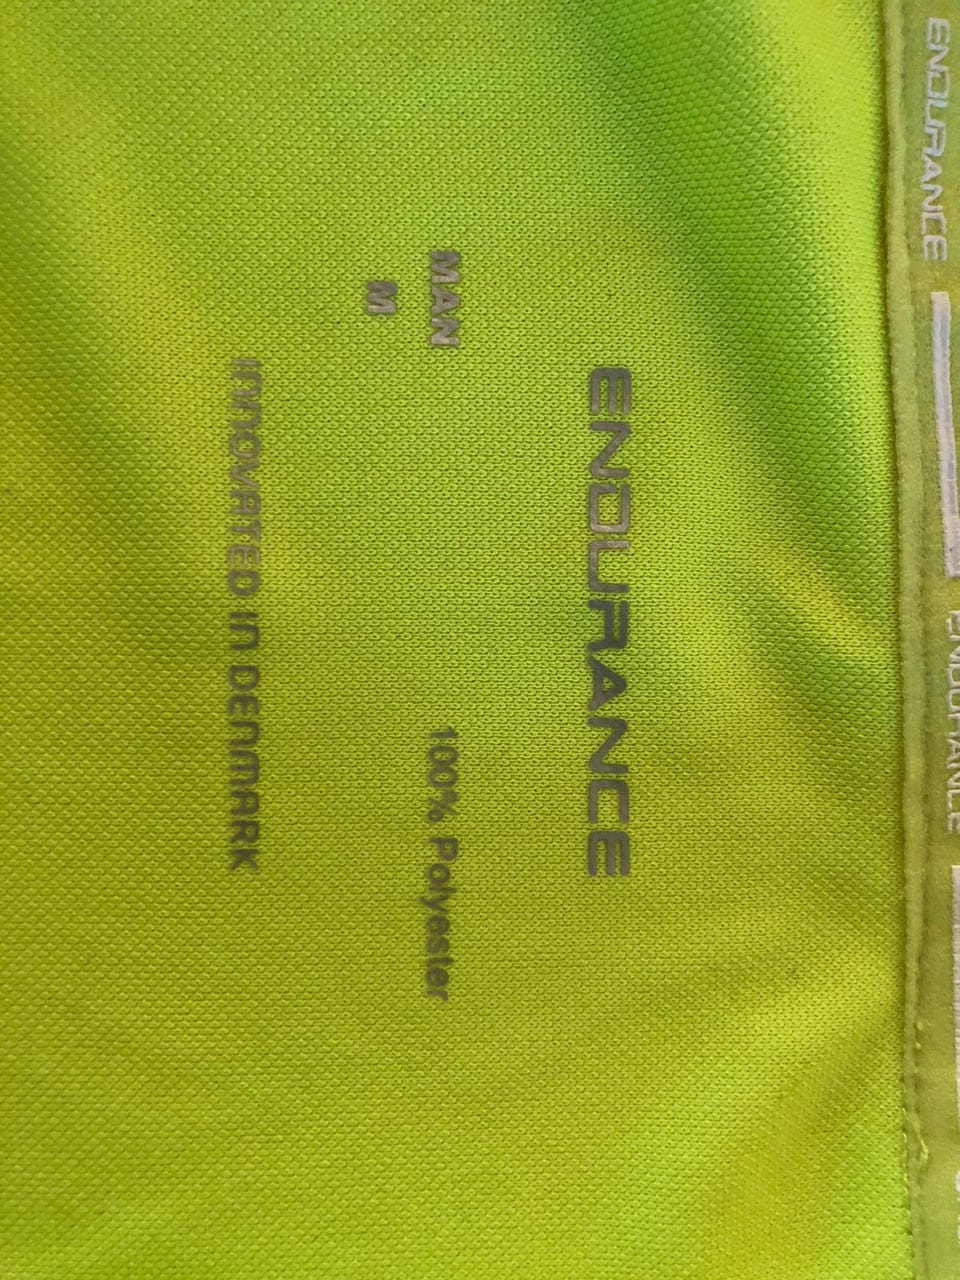 ENDURANCE
ENDURANCE
ENDURANCE
MAN
100% Polyester
M
INNOVATED IN DENMARK